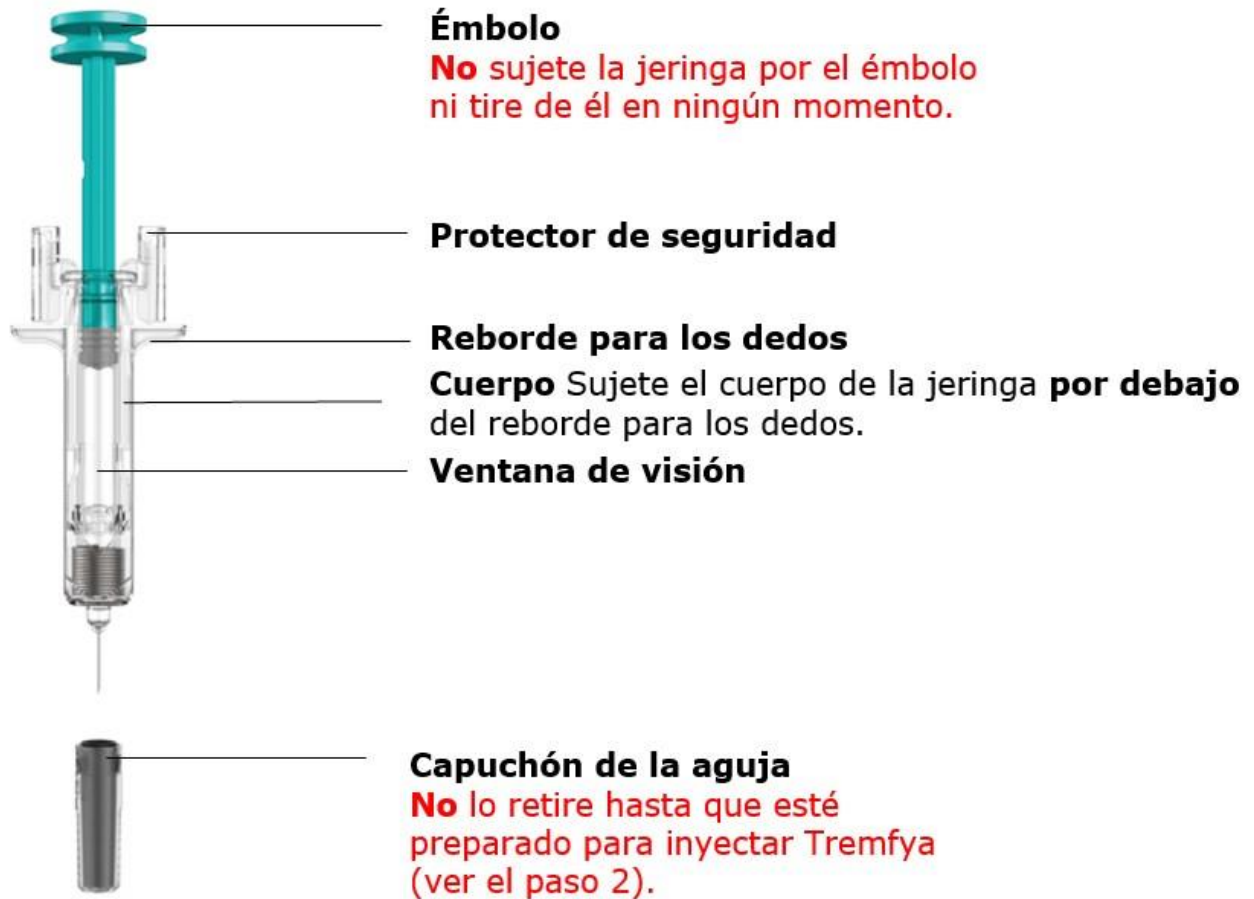 Émbolo
No sujete la jeringa por el émbolo
ni tire de él en ningún momento.
Protector de seguridad
Reborde para los dedos
Cuerpo Sujete el cuerpo de la jeringa por debajo
del reborde para los dedos.
Ventana de visión
Capuchón de la aguja
No lo retire hasta que esté
preparado para inyectar Tremfya
(ver el paso 2).